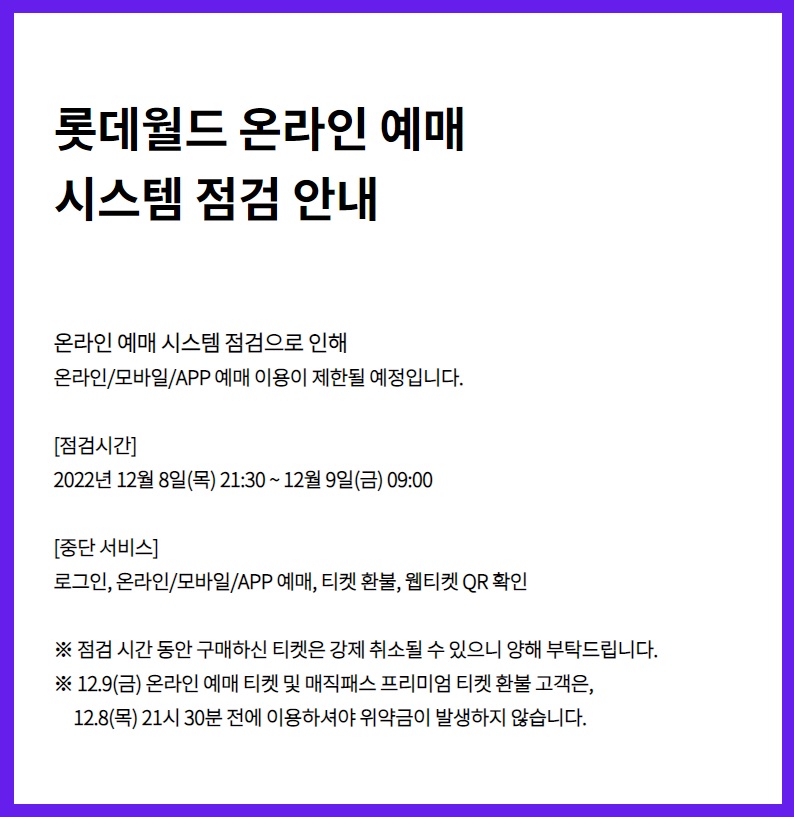 롯데월드 온라인 예매
시스템 점검 안내
온라인 예매 시스템 점검으로 인해
온라인/모바일/APP 예매 이용이 제한될 예정입니다.
[점검시간]
2022년 12월 8일(목) 21:30 ~ 12월 9일(금) 09:00
[중단 서비스]
로그인, 온라인/모바일/APP 예매, 티켓 환불, 웹티켓 QR 확인
※ 점검 시간 동안 구매하신 티켓은 강제 취소될 수 있으니 양해 부탁드립니다.
※ 12.9(금) 온라인 예매 티켓 및 매직패스 프리미엄 티켓 환불 고객은,
12.8(목) 21시 30분 전에 이용하셔야 위약금이 발생하지 않습니다.